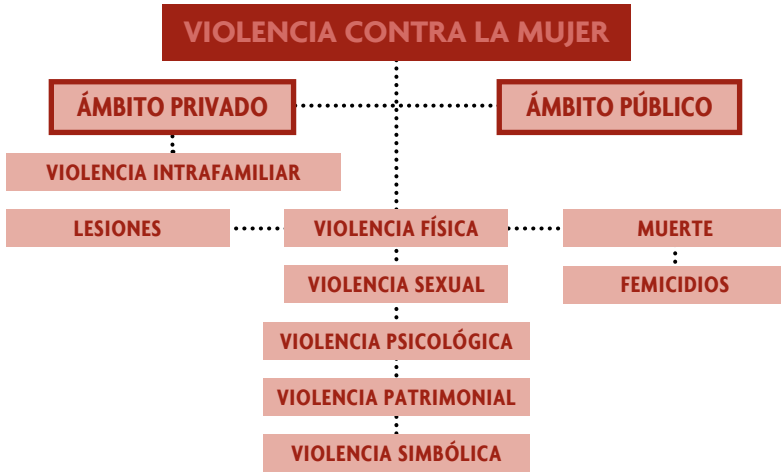 VIOLENCIA CONTRA LA MUJER
ÁMBITO PRIVADO
ÁMBITO PÚBLICO
VIOLENCIA INTRAFAMILIAR
LESIONES
VIOLENCIA FÍSICA
MUERTE
VIOLENCIA SEXUAL
FEMICIDIOS
VIOLENCIA PSICOLÓGICA
VIOLENCIA PATRIMONIAL
VIOLENCIA SIMBÓLICA